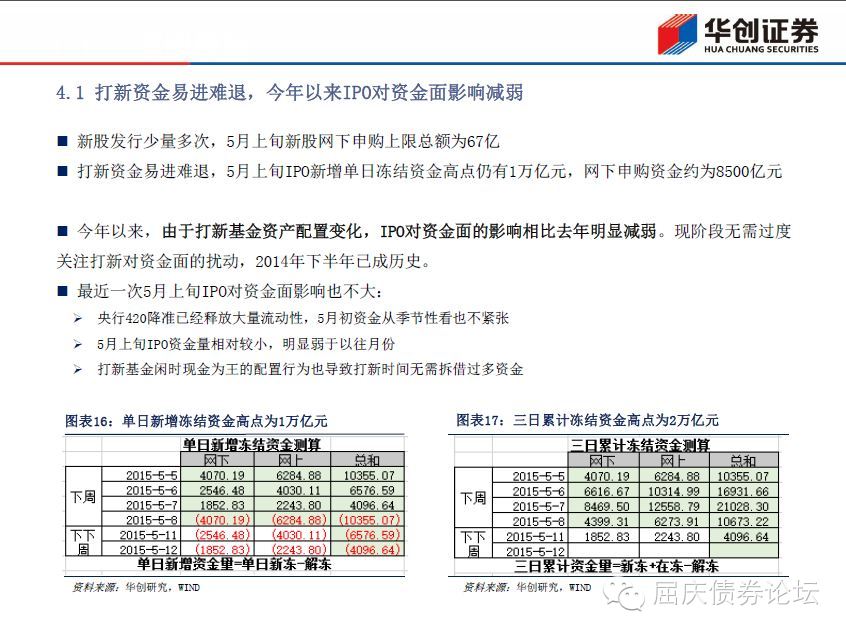 华创证券
HUA CHUANG SECURITIES
4.1 打新资金易进难退，今年以来IPO对资金面影响减弱
■ 新股发行少量多次，5月上旬新股网下申购上限总额为67亿
■ 打新资金易进难退，5月上旬IPO新增单日冻结资金高点仍有1万亿元，网下申购资金约为8500亿元
■ 今年以来，由于打新基金资产配置变化，IPO对资金面的影响相比去年明显减弱。现阶段无需过度
关注打新对资金面的扰动，2014年下半年已成历史。
■ 最近一次5月上旬IPO对资金面影响也不大：
➢ 央行420降准已经释放大量流动性，5月初资金从季节性看也不紧张
➢ 5月上旬IPO资金量相对较小，明显弱于以往月份
➢ 打新基金闲时现金为王的配置行为也导致打新时间无需拆借过多资金
图表16：单日新增冻结资金高点为1万亿元
单日新增冻结资金测算
网下 网上 总和
下周
2015-5-5 4070.19 6284.88 10355.07
2015-5-6 2546.48 4030.11 6576.59
2015-5-7 1852.83 2243.80 4096.64
2015-5-8 (4070.19) (6284.88) (10355.07)
下下周
2015-5-11 (2546.48) (4030.11) (6576.59)
2015-5-12 (1852.83) (2243.80) (4096.64)
单日新增资金量=单日新冻-解冻
资料来源：华创研究，WIND
图表17：三日累计冻结资金高点为2万亿元
三日累计冻结资金测算
网下 网上 总和
下周
2015-5-5 4070.19 6284.88 10355.07
2015-5-6 6616.67 10314.99 16931.66
2015-5-7 8469.50 12558.79 21028.30
2015-5-8 4399.31 6273.91 10673.22
下下周
2015-5-11 1852.83 2243.80 4096.64
2015-5-12
三日累计资金量=新冻+在冻-解冻
资料来源：华创研究，WIND
屈庆债券论坛